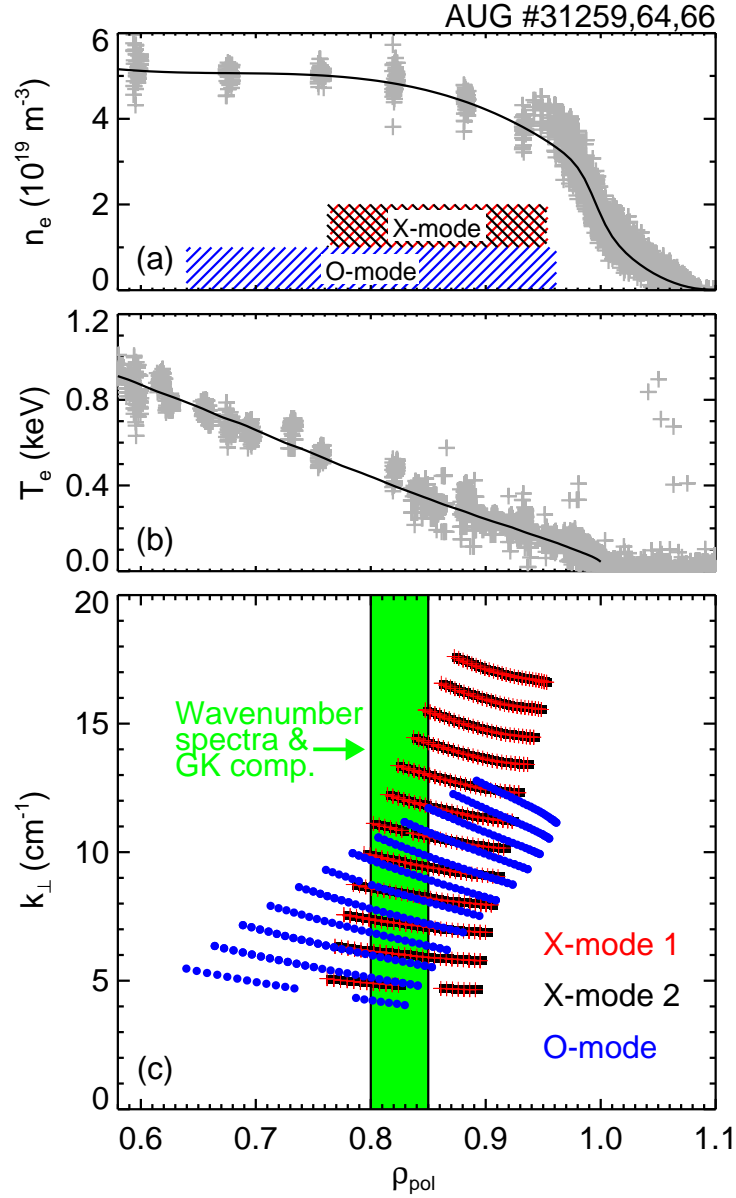 AUG #31259,64,66
n_e (10^19 m^-3)
6
4
2
0
X-mode
O-mode
(a)
T_e (keV)
1.2
0.8
0.4
0.0
(b)
k_⊥ (cm^-1)
20
15
10
5
0
Wavenumber
spectra &
GK comp.
X-mode 1
X-mode 2
O-mode
(c)
0.6 0.7 0.8 0.9 1.0 1.1
ρ_pol